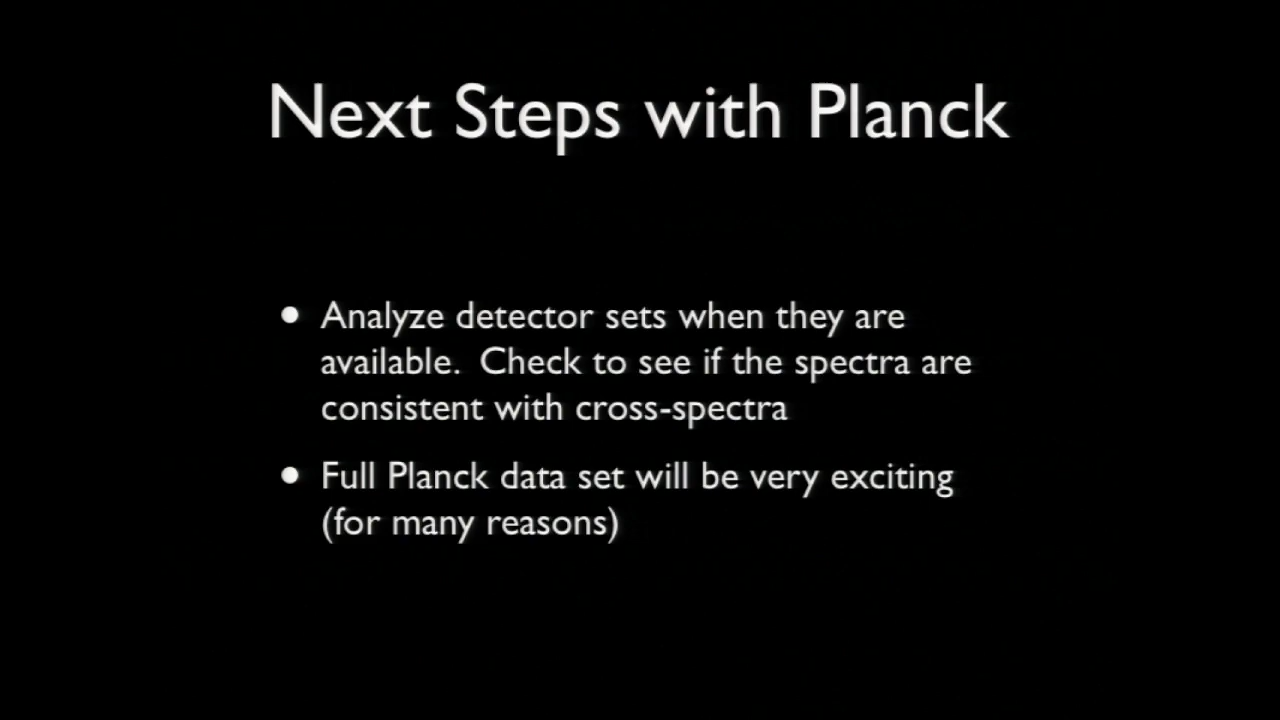 Next Steps with Planck
• Analyze detector sets when they are
available.  Check to see if the spectra are
consistent with cross-spectra
• Full Planck data set will be very exciting
(for many reasons)